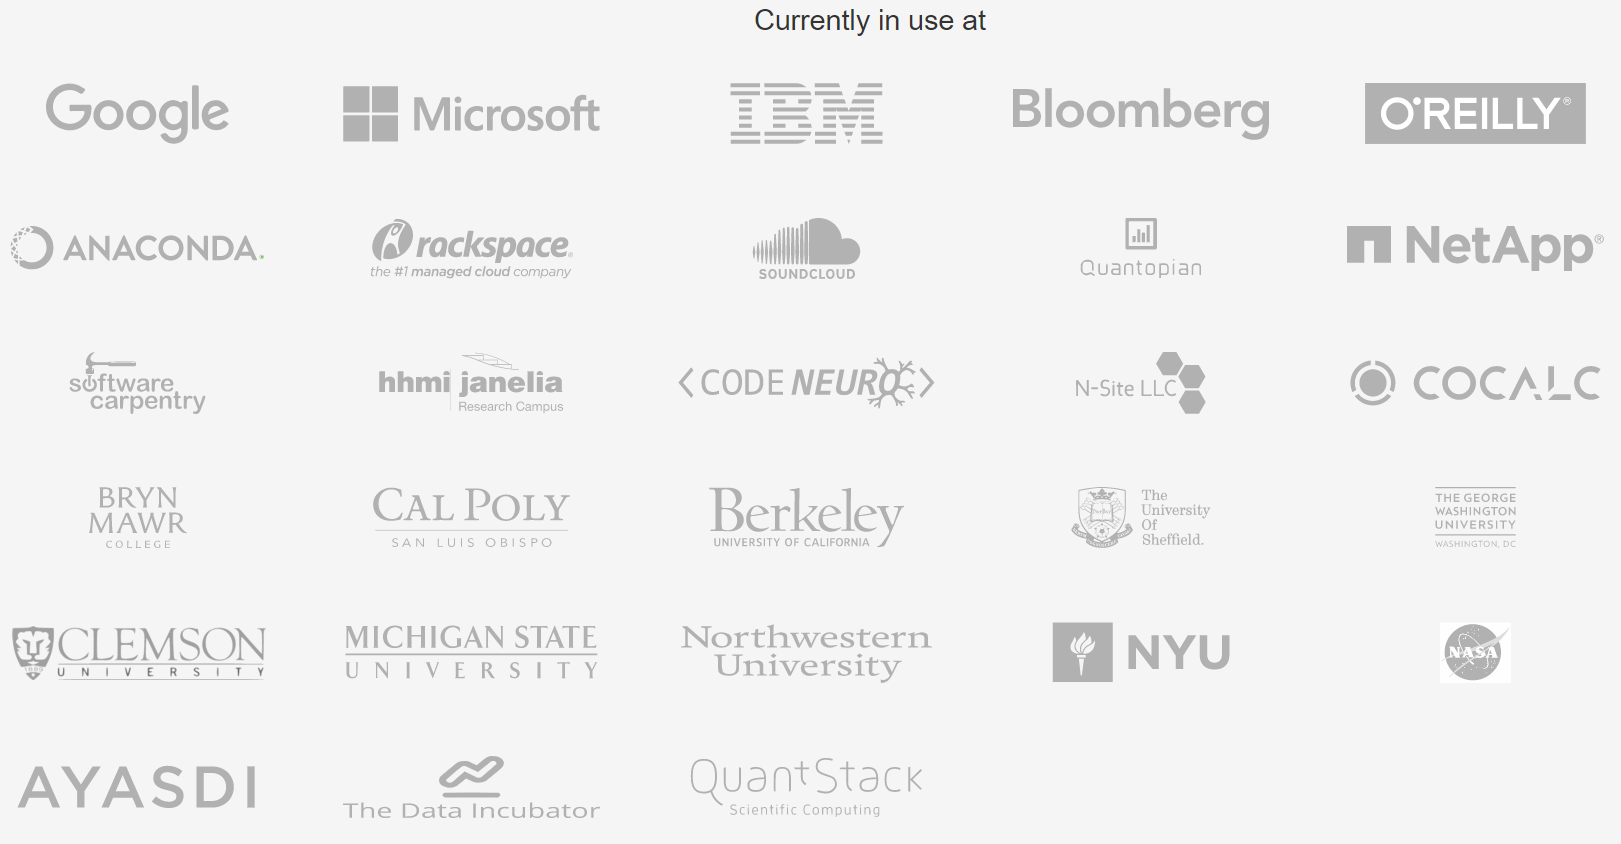 Currently in use at
Google
Microsoft
IBM
Bloomberg
O'REILLY®
ANACONDA.
rackspace®
the #1 managed cloud company
SOUNDCLOUD
Quantopian
NetApp®
software
carpentry
hhmi janelia
Research Campus
<CODE NEURO>
N-Site LLC
COCALC
BRYN
MAWR
COLLEGE
CAL POLY
SAN LUIS OBISPO
Berkeley
UNIVERSITY OF CALIFORNIA
The
University
Of
Sheffield.
THE GEORGE
WASHINGTON
UNIVERSITY
WASHINGTON, DC
CLEMSON
UNIVERSITY
MICHIGAN STATE
UNIVERSITY
Northwestern
University
NYU
NASA
AYASDI
The Data Incubator
QuantStack
Scientific Computing